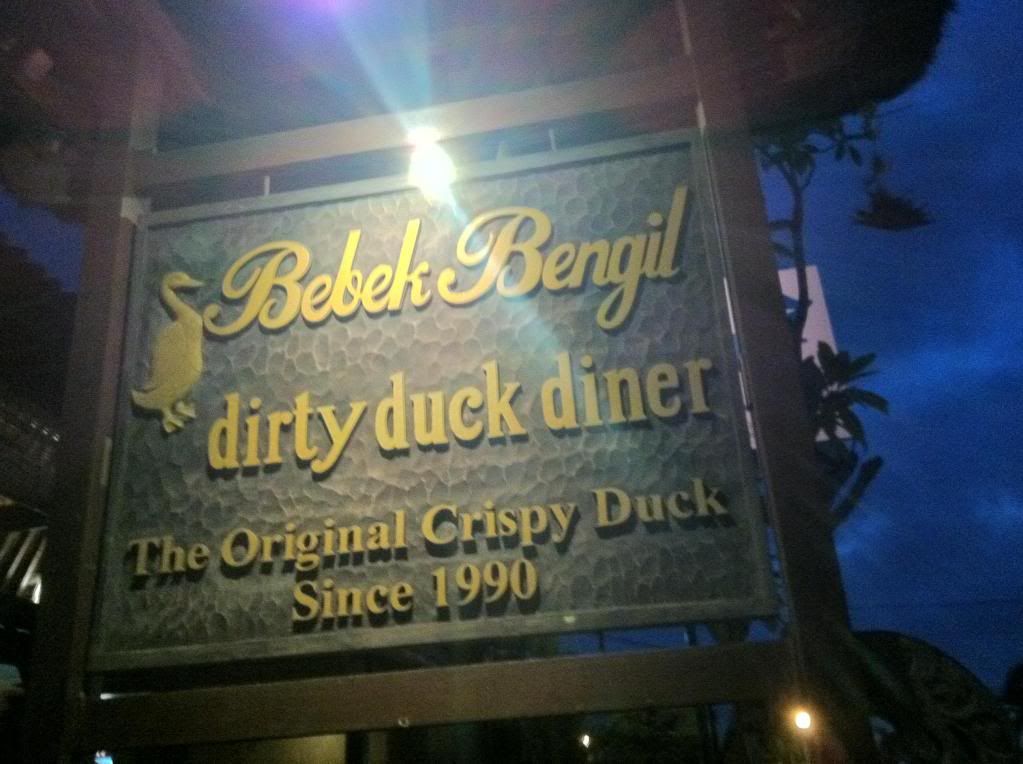 Bebek Bengil
dirty duck diner
The Original Crispy Duck
Since 1990